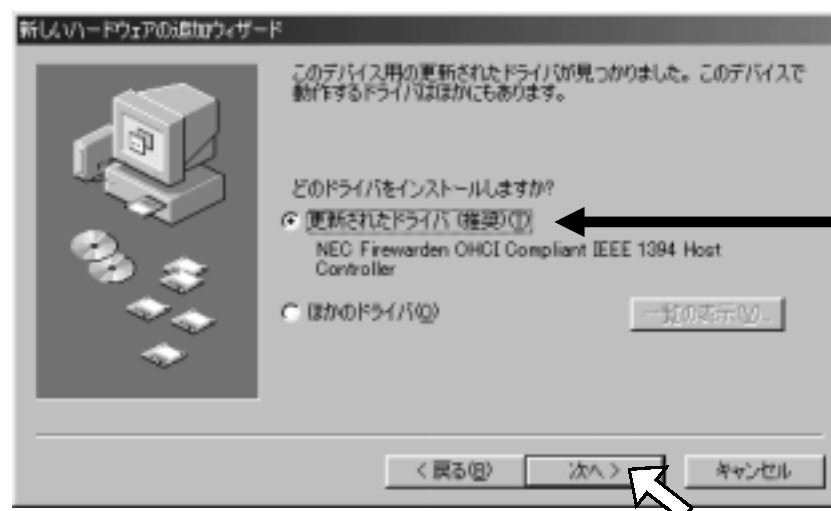 新しいハードウェアの追加ウィザード
このデバイス用の更新されたドライバが見つかりました。このデバイスで
動作するドライバはほかにもあります。
どのドライバをインストールしますか?
更新されたドライバ (推奨)(T)
NEC Firewarden OHCI Compliant IEEE 1394 Host
Controller
ほかのドライバ(O)
一覧の表示(V)...
< 戻る(B)
次へ >
キャンセル